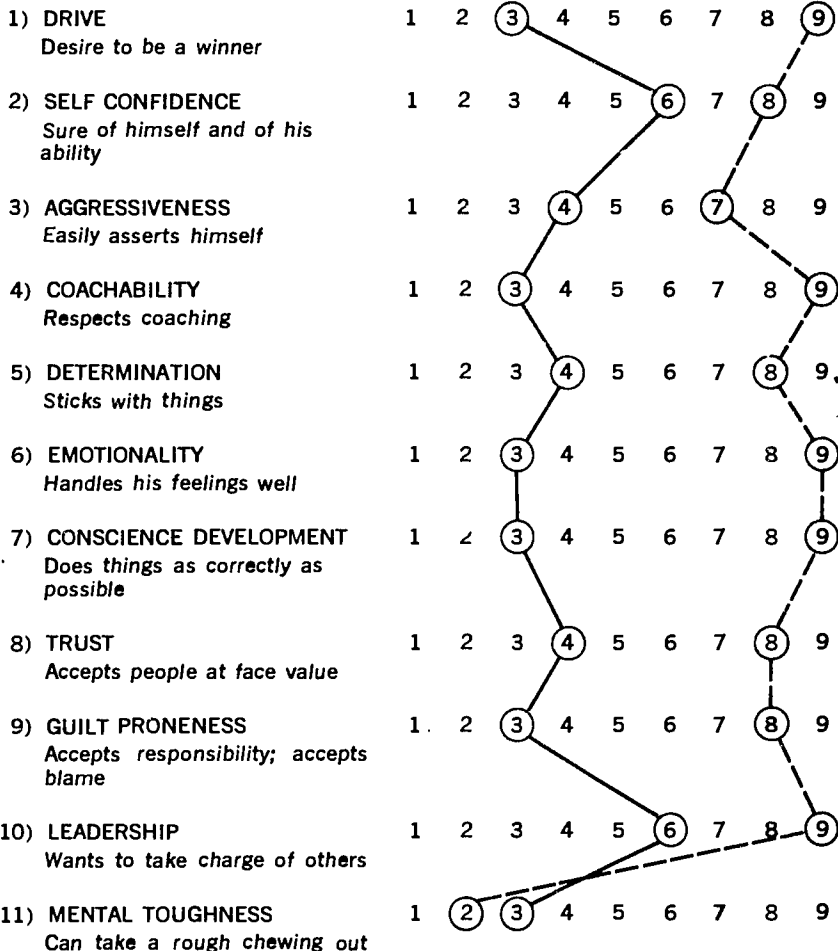 1) DRIVE 1 2 3 4 5 6 7 8 9
Desire to be a winner
2) SELF CONFIDENCE 1 2 3 4 5 6 7 8 9
Sure of himself and of his
ability
3) AGGRESSIVENESS 1 2 3 4 5 6 7 8 9
Easily asserts himself
4) COACHABILITY 1 2 3 4 5 6 7 8 9
Respects coaching
5) DETERMINATION 1 2 3 4 5 6 7 8 9
Sticks with things
6) EMOTIONALITY 1 2 3 4 5 6 7 8 9
Handles his feelings well
7) CONSCIENCE DEVELOPMENT 1 2 3 4 5 6 7 8 9
Does things as correctly as
possible
8) TRUST 1 2 3 4 5 6 7 8 9
Accepts people at face value
9) GUILT PRONENESS 1 2 3 4 5 6 7 8 9
Accepts responsibility; accepts
blame
10) LEADERSHIP 1 2 3 4 5 6 7 8 9
Wants to take charge of others
11) MENTAL TOUGHNESS 1 2 3 4 5 6 7 8 9
Can take a rough chewing out